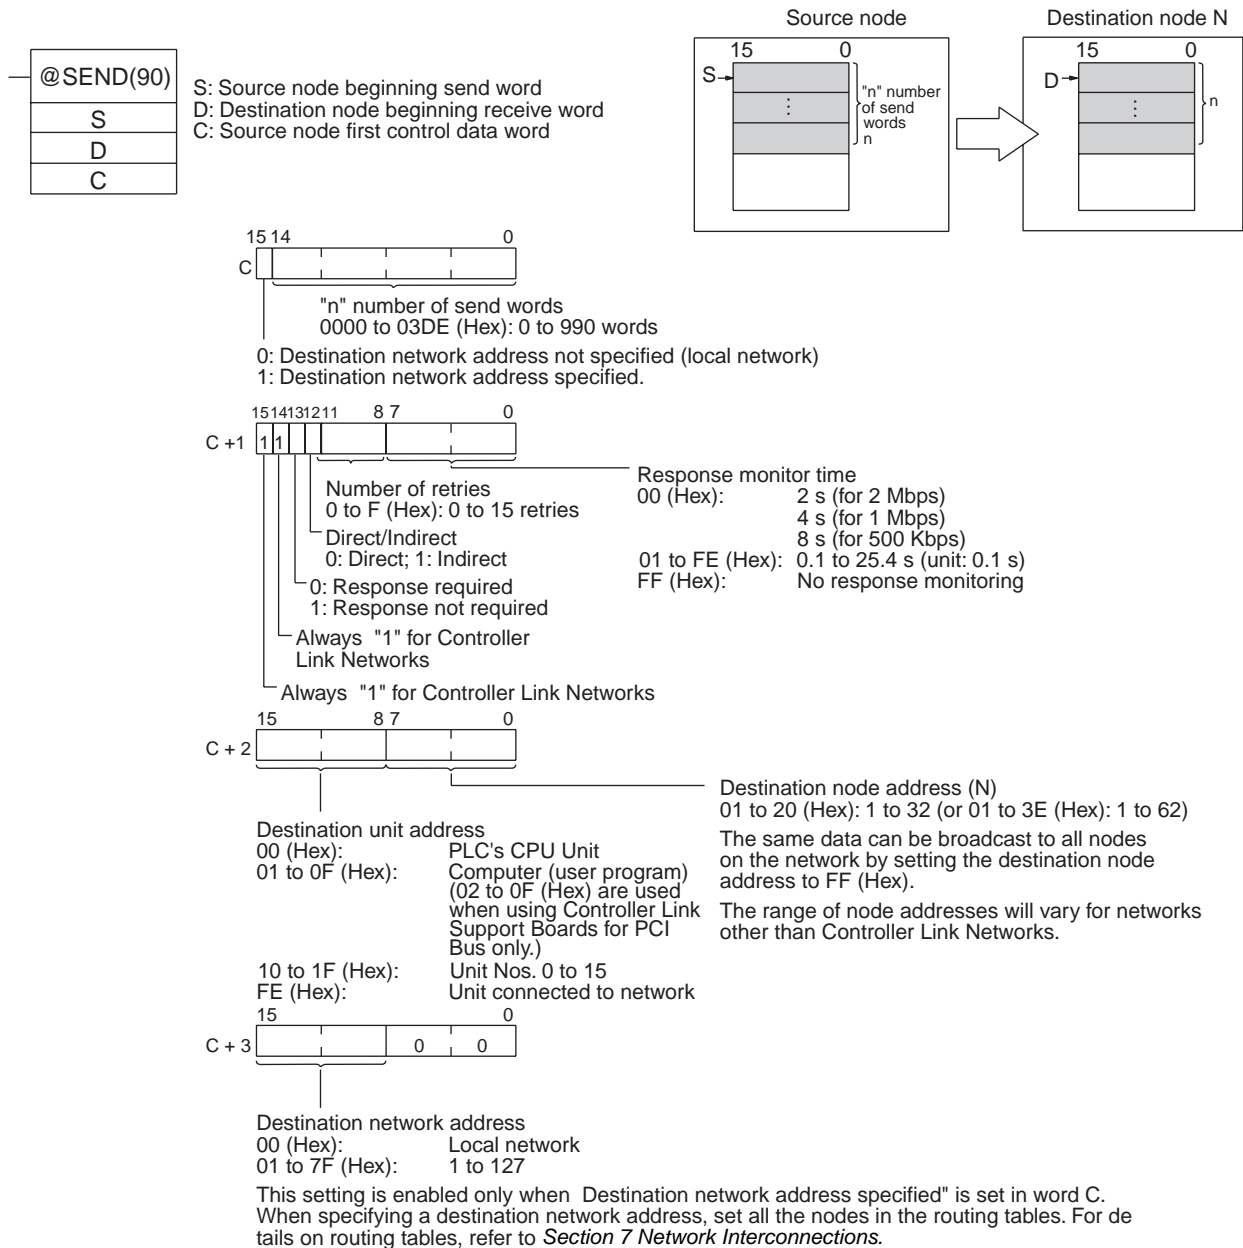 Source node
Destination node N
@SEND(90)
S
D
C
S: Source node beginning send word
D: Destination node beginning receive word
C: Source node first control data word
15 0
S
"n" number
of send
words
n
15 0
D
n
15 14 0
C
"n" number of send words
0000 to 03DE (Hex): 0 to 990 words
0: Destination network address not specified (local network)
1: Destination network address specified.
15 14 13 12 11 8 7 0
C +1 1 1
Response monitor time
00 (Hex): 2 s (for 2 Mbps)
4 s (for 1 Mbps)
8 s (for 500 Kbps)
01 to FE (Hex): 0.1 to 25.4 s (unit: 0.1 s)
FF (Hex): No response monitoring
Number of retries
0 to F (Hex): 0 to 15 retries
Direct/Indirect
0: Direct; 1: Indirect
0: Response required
1: Response not required
Always "1" for Controller
Link Networks
Always "1" for Controller Link Networks
15 8 7 0
C + 2
Destination node address (N)
01 to 20 (Hex): 1 to 32 (or 01 to 3E (Hex): 1 to 62)
The same data can be broadcast to all nodes
on the network by setting the destination node
address to FF (Hex).
The range of node addresses will vary for networks
other than Controller Link Networks.
Destination unit address
00 (Hex): PLC's CPU Unit
01 to 0F (Hex): Computer (user program)
(02 to 0F (Hex) are used
when using Controller Link
Support Boards for PCI
Bus only.)
10 to 1F (Hex): Unit Nos. 0 to 15
FE (Hex): Unit connected to network
15 0
C + 3 0 0
Destination network address
00 (Hex): Local network
01 to 7F (Hex): 1 to 127
This setting is enabled only when Destination network address specified" is set in word C.
When specifying a destination network address, set all the nodes in the routing tables. For de
tails on routing tables, refer to Section 7 Network Interconnections.